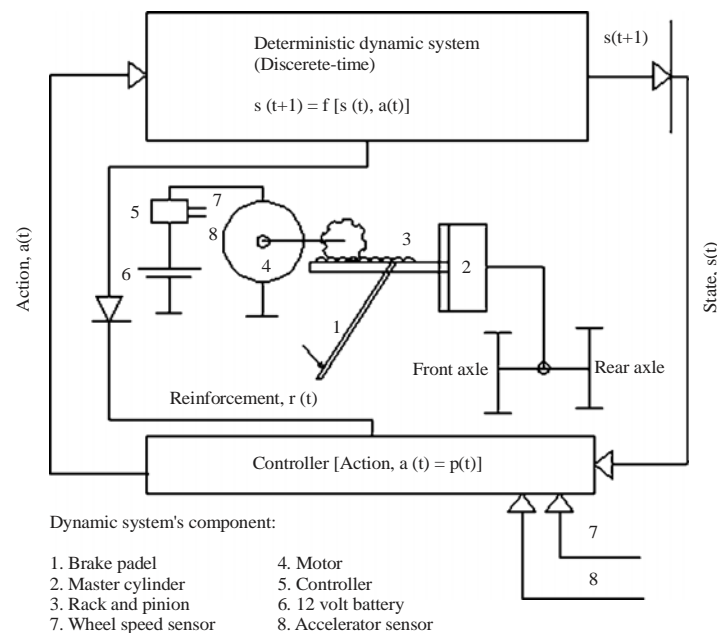 Deterministic dynamic system
(Discerete-time)
s (t+1) = f [s (t), a(t)]
s(t+1)
Action, a(t)
State, s(t)
5
7
8
6
4
3
2
1
Front axle
Rear axle
Reinforcement, r (t)
Controller [Action, a (t) = p(t)]
7
8
Dynamic system's component:
1. Brake padel
4. Motor
2. Master cylinder
5. Controller
3. Rack and pinion
6. 12 volt battery
7. Wheel speed sensor
8. Accelerator sensor